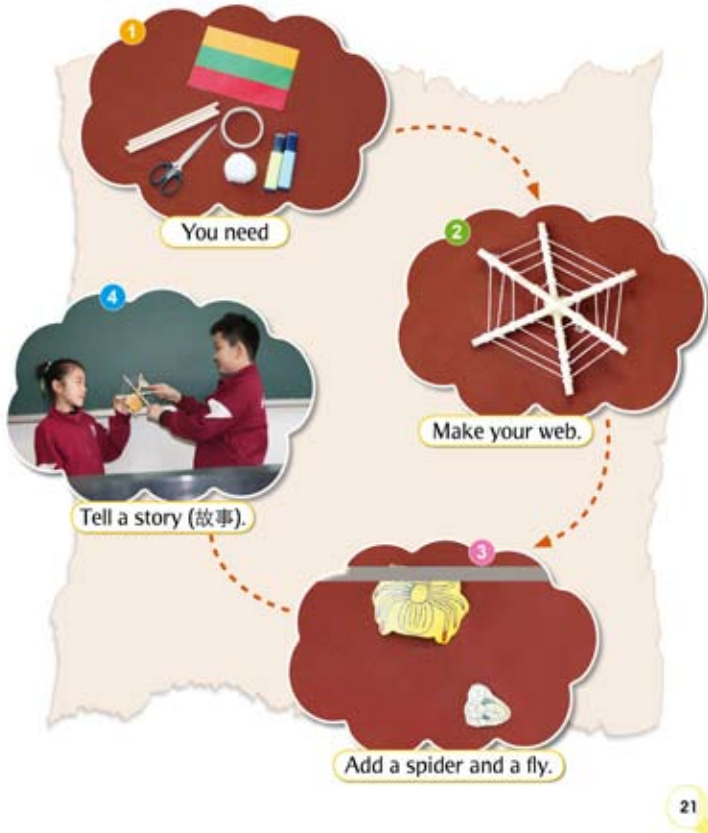 1
You need
2
Make your web.
3
Add a spider and a fly.
4
Tell a story (故事).
21